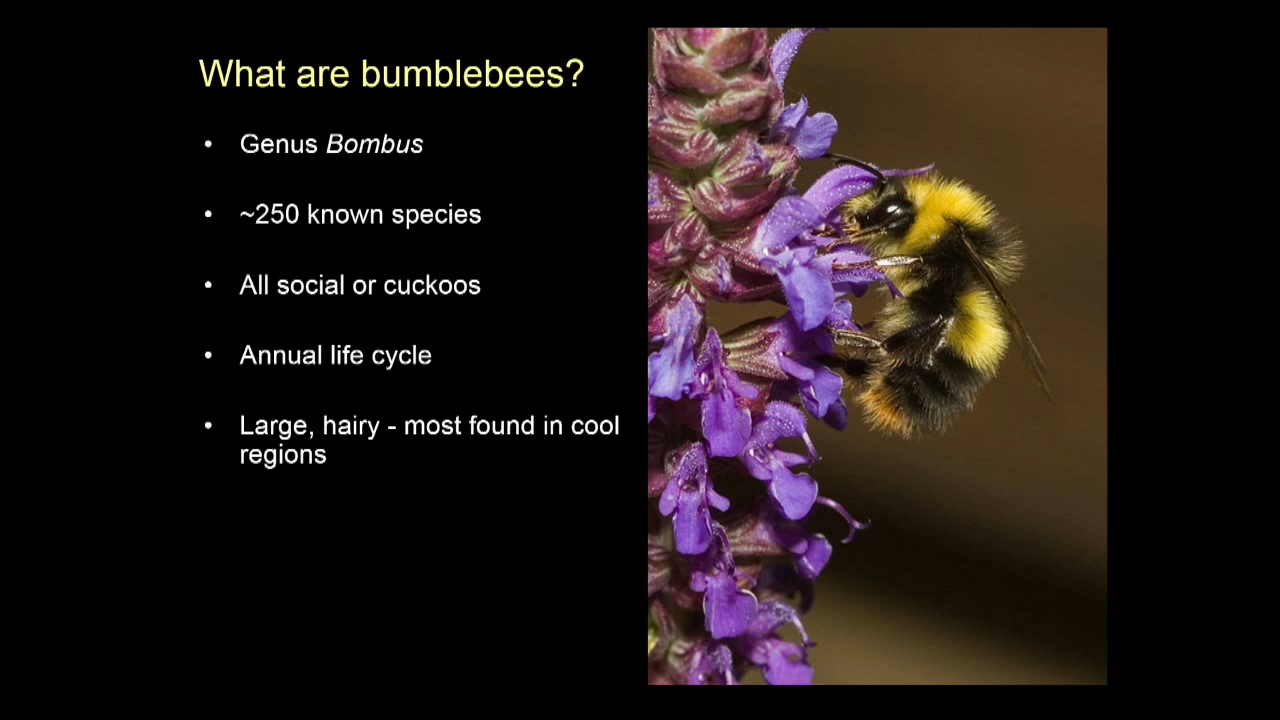 What are bumblebees?
• Genus Bombus
• ~250 known species
• All social or cuckoos
• Annual life cycle
• Large, hairy - most found in cool
regions